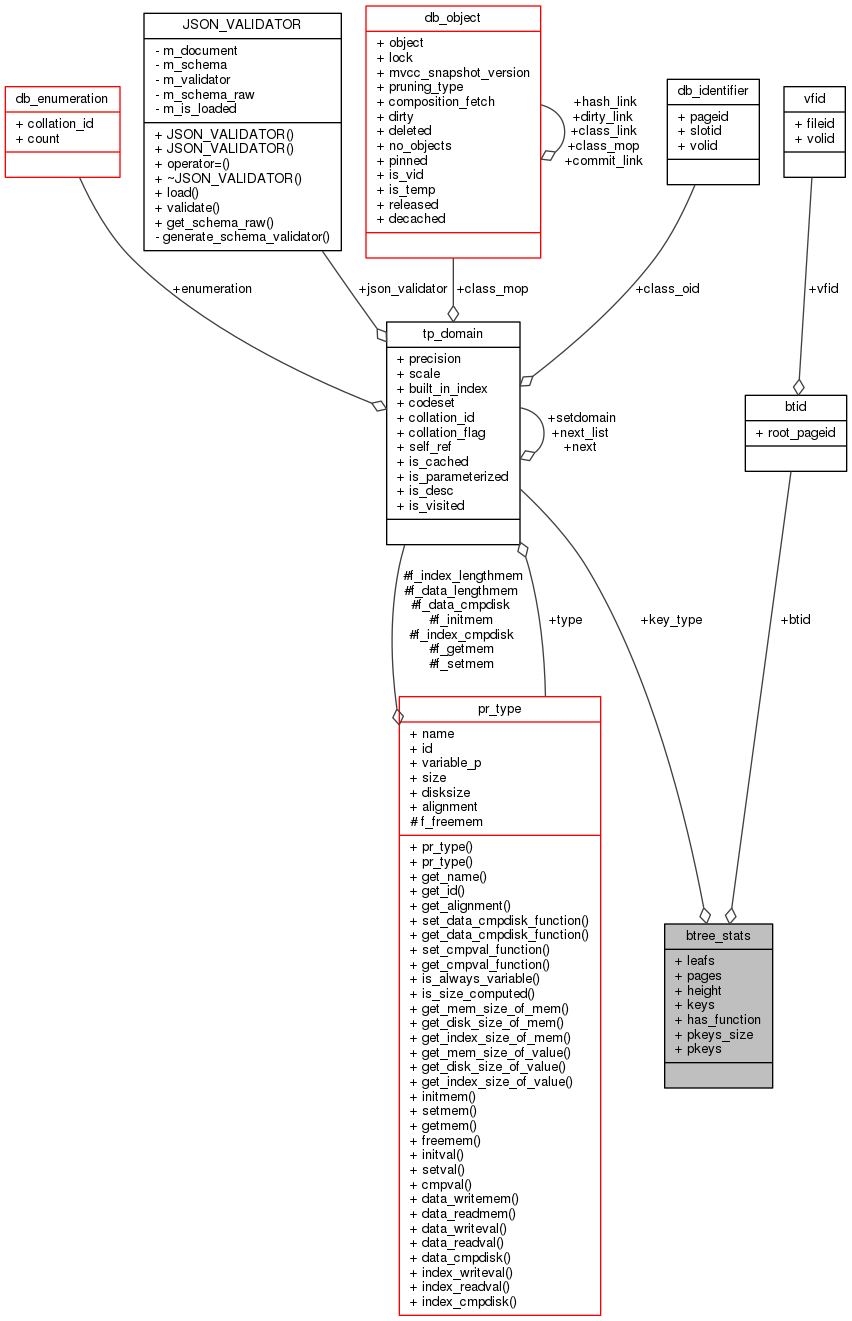 JSON_VALIDATOR
- m_document
- m_schema
- m_validator
- m_schema_raw
- m_is_loaded
+ JSON_VALIDATOR()
+ JSON_VALIDATOR()
+ operator=()
+ ~JSON_VALIDATOR()
+ load()
+ validate()
+ get_schema_raw()
- generate_schema_validator()
db_object
+ object
+ lock
+ mvcc_snapshot_version
+ pruning_type
+ composition_fetch
+ dirty
+ deleted
+ no_objects
+ pinned
+ is_vid
+ is_temp
+ released
+ decached
+hash_link
+dirty_link
+class_link
+class_mop
+commit_link
db_enumeration
+ collation_id
+ count
db_identifier
+ pageid
+ slotid
+ volid
vfid
+ fileid
+ volid
+enumeration
+json_validator
+class_mop
+class_oid
+vfid
tp_domain
+ precision
+ scale
+ built_in_index
+ codeset
+ collation_id
+ collation_flag
+ self_ref
+ is_cached
+ is_parameterized
+ is_desc
+ is_visited
+setdomain
+next_list
+next
btid
+ root_pageid
#f_index_lengthmem
#f_data_lengthmem
#f_data_cmpdisk
#f_initmem
#f_index_cmpdisk
#f_getmem
#f_setmem
+type
+key_type
+btid
pr_type
+ name
+ id
+ variable_p
+ size
+ disksize
+ alignment
# f_freemem
+ pr_type()
+ pr_type()
+ get_name()
+ get_id()
+ get_alignment()
+ set_data_cmpdisk_function()
+ get_data_cmpdisk_function()
+ set_cmpval_function()
+ get_cmpval_function()
+ is_always_variable()
+ is_size_computed()
+ get_mem_size_of_mem()
+ get_disk_size_of_mem()
+ get_index_size_of_mem()
+ get_mem_size_of_value()
+ get_disk_size_of_value()
+ get_index_size_of_value()
+ initmem()
+ setmem()
+ getmem()
+ freemem()
+ initval()
+ setval()
+ cmpval()
+ data_writemem()
+ data_readmem()
+ data_writeval()
+ data_readval()
+ data_cmpdisk()
+ index_writeval()
+ index_readval()
+ index_cmpdisk()
btree_stats
+ leafs
+ pages
+ height
+ keys
+ has_function
+ pkeys_size
+ pkeys